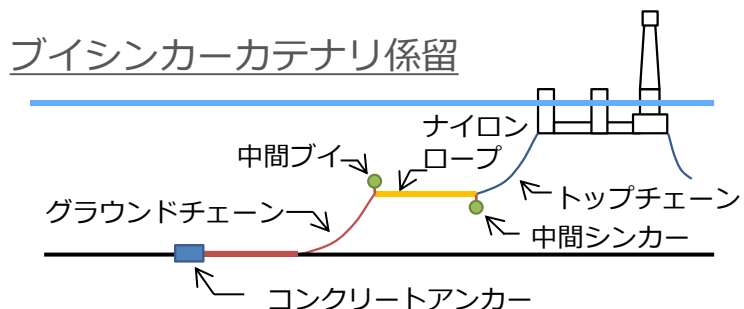 ブイシンカーカテナリ係留
ナイロン
ロープ
中間ブイ
トップチェーン
グラウンドチェーン
中間シンカー
コンクリートアンカー